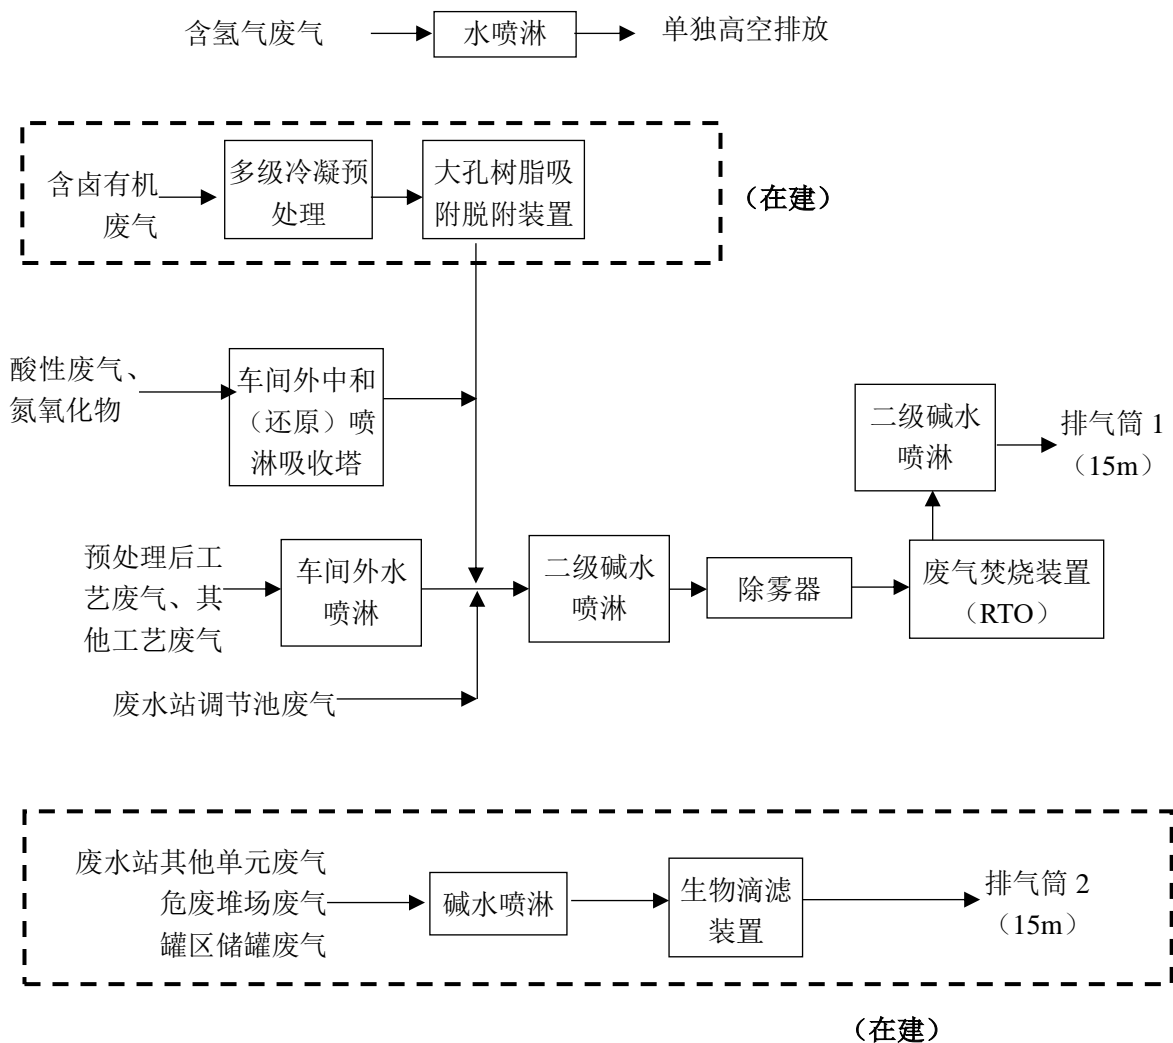 含氢气废气
水喷淋
单独高空排放
含卤有机
废气
多级冷凝预
处理
大孔树脂吸
附脱附装置
（在建）
酸性废气、
氮氧化物
车间外中和
（还原）喷
淋吸收塔
二级碱水
喷淋
排气筒 1
（15m）
预处理后工
艺废气、其
他工艺废气
车间外水
喷淋
二级碱水
喷淋
除雾器
废气焚烧装置
（RTO）
废水站调节池废气
废水站其他单元废气
危废堆场废气
罐区储罐废气
碱水喷淋
生物滴滤
装置
排气筒 2
（15m）
（在建）